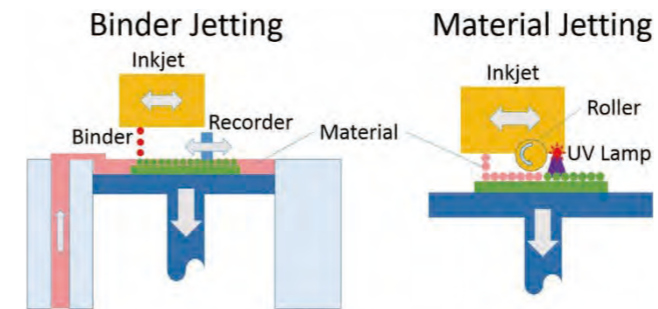 Binder Jetting
Inkjet
Binder
Recorder
Material
Material Jetting
Inkjet
Roller
UV Lamp